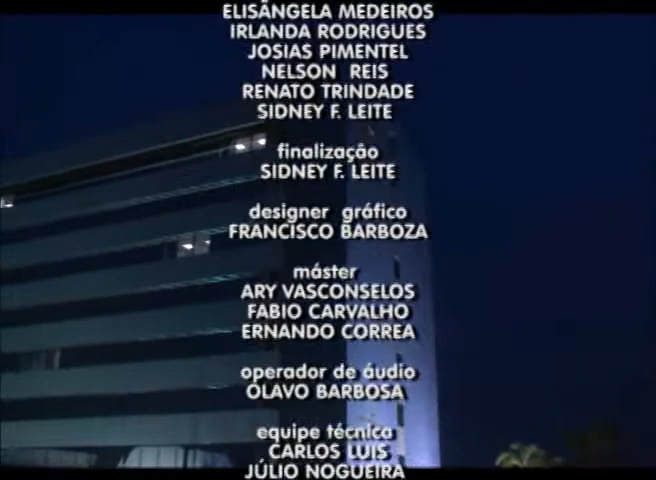 ELISÂNGELA MEDEIROS
IRLANDA RODRIGUES
JOSIAS PIMENTEL
NELSON REIS
RENATO TRINDADE
SIDNEY F. LEITE
finalização
SIDNEY F. LEITE
designer gráfico
FRANCISCO BARBOZA
máster
ARY VASCONSELOS
FABIO CARVALHO
ERNANDO CORREA
operador de áudio
OLAVO BARBOSA
equipe técnica
CARLOS LUIS
JÚLIO NOGUEIRA